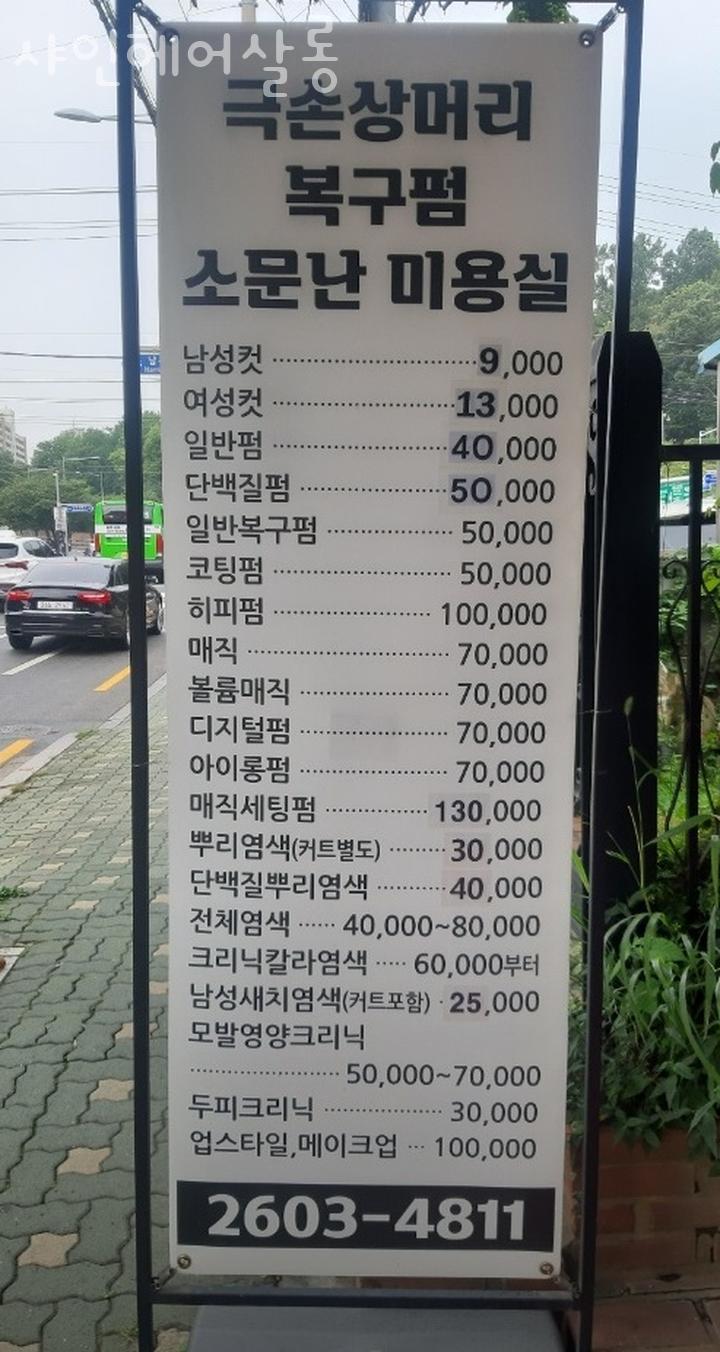 샤인헤어살롱
극손상머리
복구펌
소문난 미용실
남성컷 9,000
여성컷 13,000
일반펌 40,000
단백질펌 50,000
일반복구펌 50,000
코팅펌 50,000
히피펌 100,000
매직 70,000
볼륨매직 70,000
디지털펌 70,000
아이롱펌 70,000
매직세팅펌 130,000
뿌리염색(커트별도) 30,000
단백질뿌리염색 40,000
전체염색 40,000~80,000
크리닉칼라염색 60,000부터
남성새치염색(커트포함) 25,000
모발영양크리닉
50,000~70,000
두피크리닉 30,000
업스타일,메이크업 100,000
2603-4811